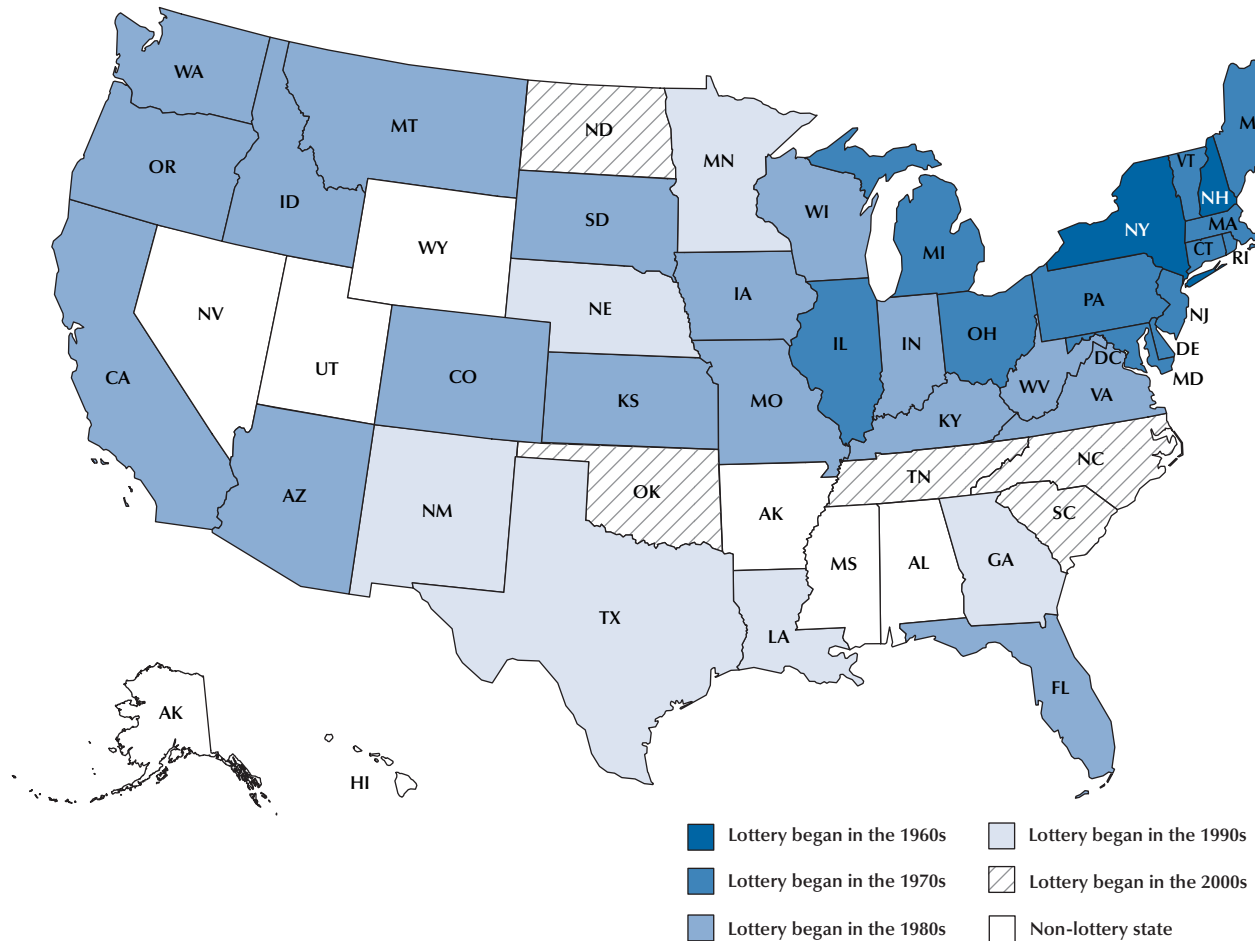 WA
MT
ND
MN
OR
ID
SD
WI
MI
VT
NH
M
NY
MA
CT
RI
WY
IA
NE
PA
NJ
NV
UT
CO
IL
IN
OH
DE
MD
DC
CA
KS
MO
WV
VA
KY
AZ
NM
OK
AK
TN
NC
SC
MS
AL
GA
TX
LA
FL
AK
HI
Lottery began in the 1960s
Lottery began in the 1970s
Lottery began in the 1980s
Lottery began in the 1990s
Lottery began in the 2000s
Non-lottery state